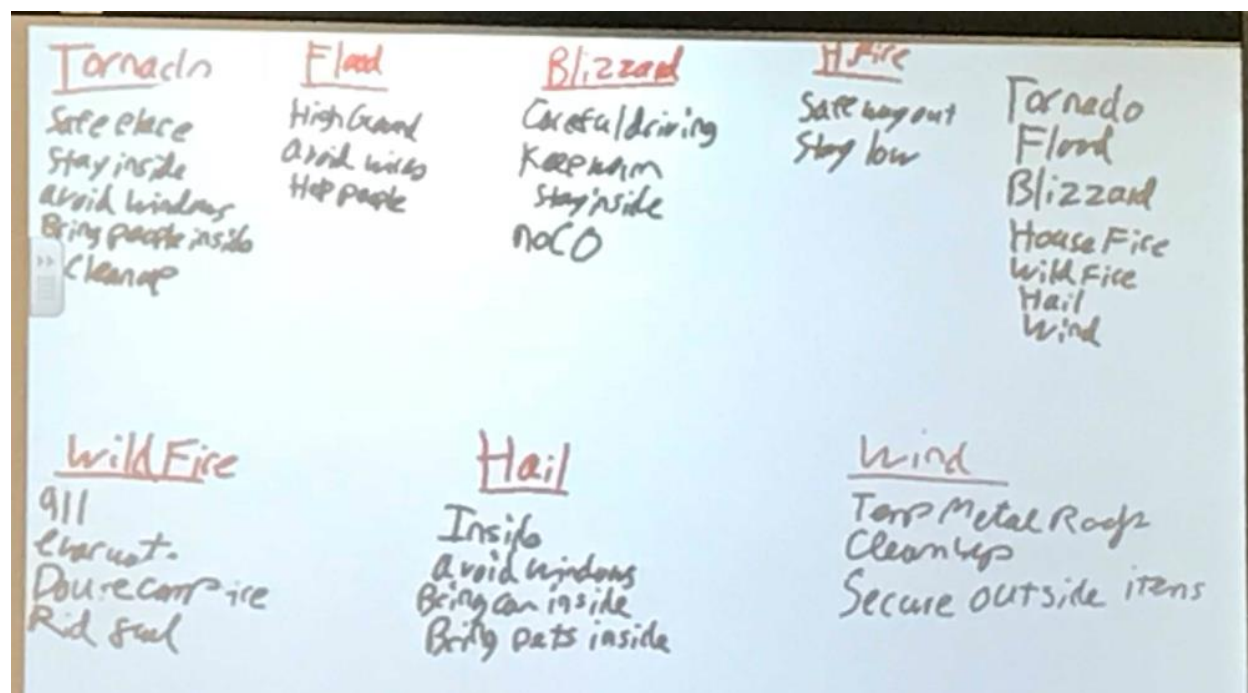 Tornado
Safe place
Stay inside
avoid windows
Bring people inside
Cleanup
Flood
High Ground
avoid wires
Help people
Blizzard
Careful driving
Keep warm
Stay inside
no CO
H Fire
Safe way out
Stay low
Tornado
Flood
Blizzard
House Fire
Wild Fire
Hail
Wind
Wild Fire
911
evacuate
Rid fuel
Hail
Inside
avoid windows
Bring car inside
Bring pets inside
Wind
Metal Roofs
Cleanup
Secure outside items